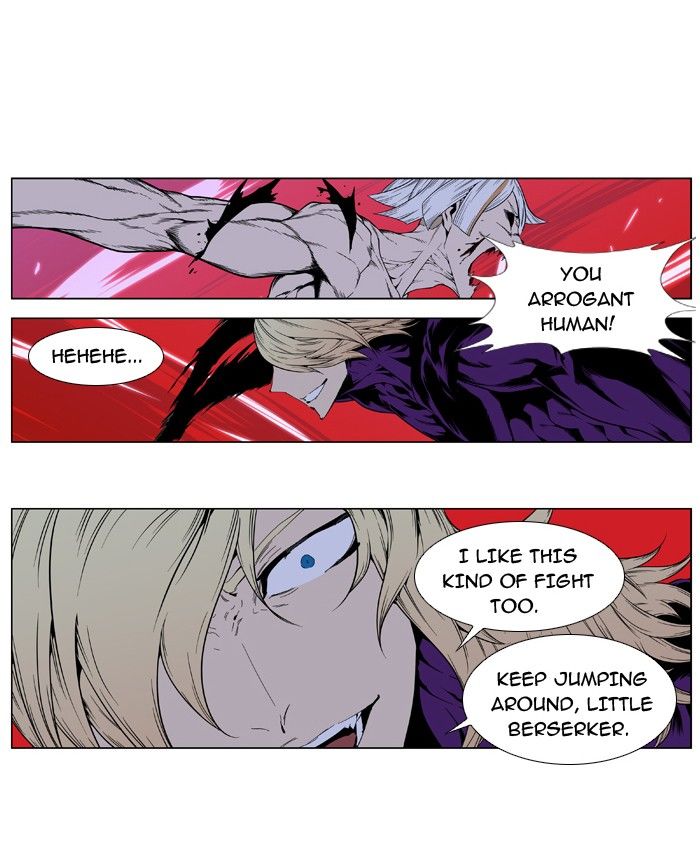 YOU
ARROGANT
HUMAN!
HEHEHE...
I LIKE THIS
KIND OF FIGHT
TOO.
KEEP JUMPING
AROUND, LITTLE
BERSERKER.